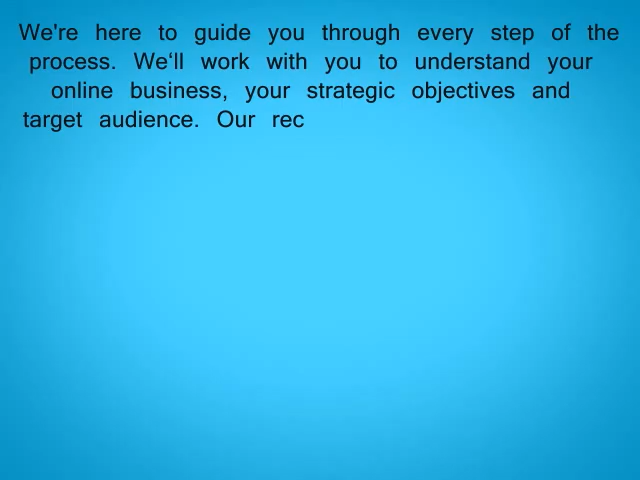 We're here to guide you through every step of the
process. We‘ll work with you to understand your
online business, your strategic objectives and
target audience. Our rec